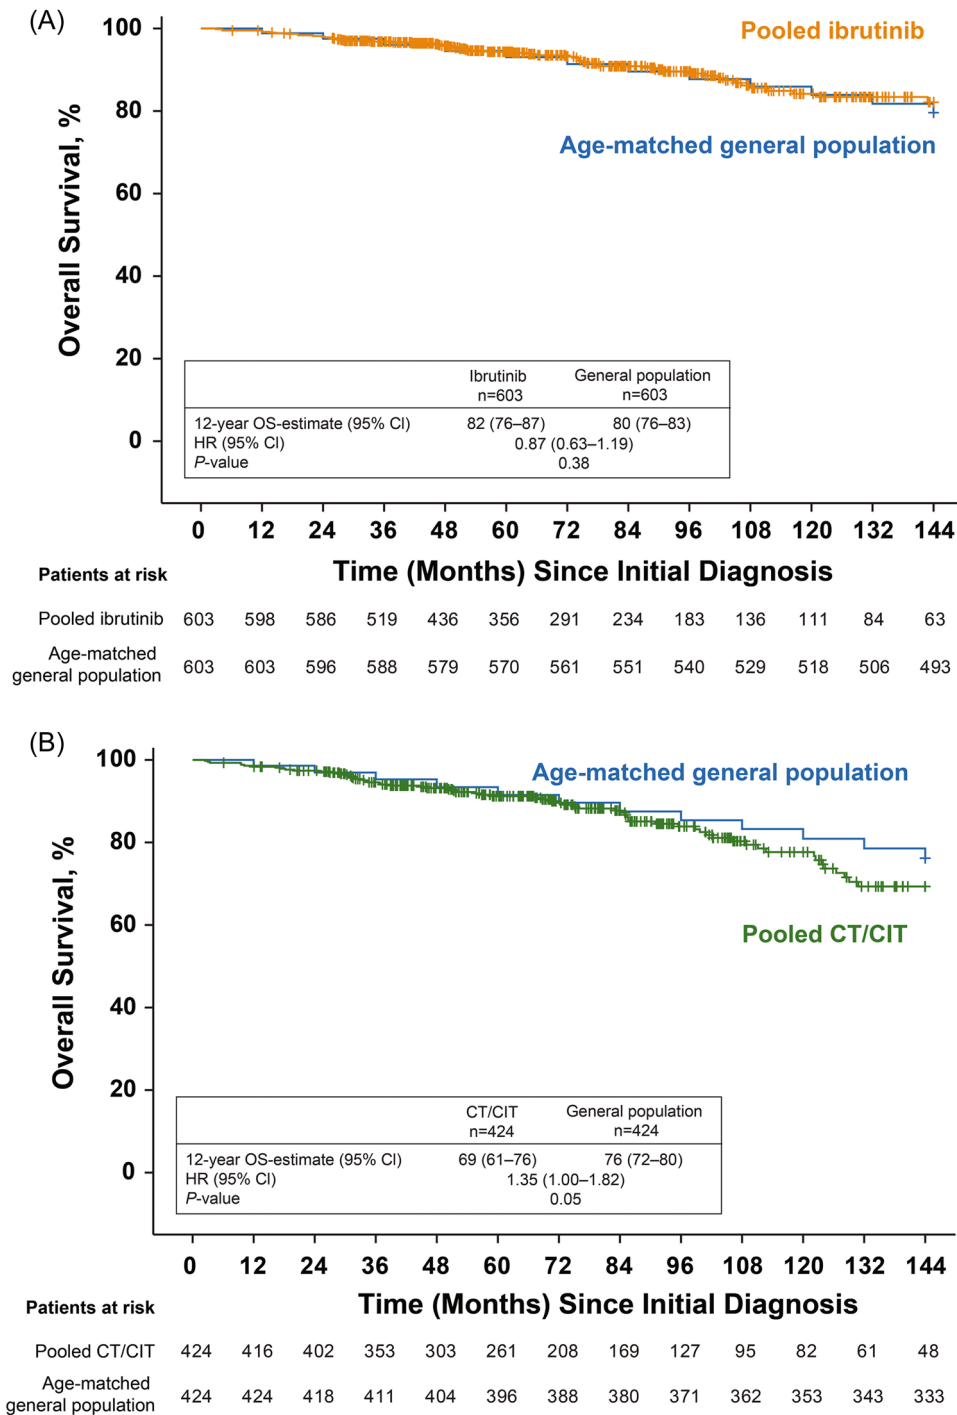 (A)
100
80
60
40
20
0
Overall Survival, %
Pooled ibrutinib
Age-matched general population
Ibrutinib General population
n=603 n=603
12-year OS-estimate (95% CI) 82 (76–87) 80 (76–83)
HR (95% CI) 0.87 (0.63–1.19)
P-value 0.38
0 12 24 36 48 60 72 84 96 108 120 132 144
Time (Months) Since Initial Diagnosis
Patients at risk
Pooled ibrutinib 603 598 586 519 436 356 291 234 183 136 111 84 63
Age-matched
general population 603 603 596 588 579 570 561 551 540 529 518 506 493
(B)
100
80
60
40
20
0
Overall Survival, %
Age-matched general population
Pooled CT/CIT
CT/CIT General population
n=424 n=424
12-year OS-estimate (95% CI) 69 (61–76) 76 (72–80)
HR (95% CI) 1.35 (1.00–1.82)
P-value 0.05
0 12 24 36 48 60 72 84 96 108 120 132 144
Time (Months) Since Initial Diagnosis
Patients at risk
Pooled CT/CIT 424 416 402 353 303 261 208 169 127 95 82 61 48
Age-matched
general population 424 424 418 411 404 396 388 380 371 362 353 343 333